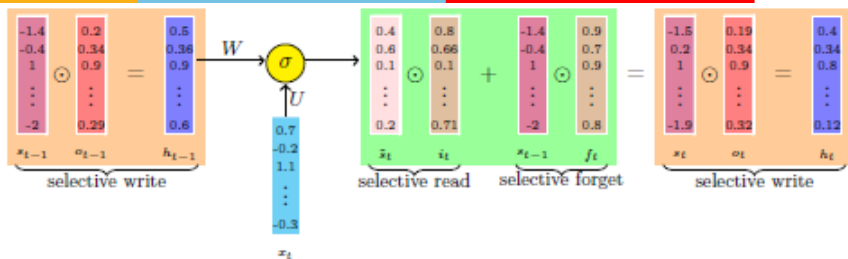 -1.4 0.2 0.5 0.4 0.8 -1.4 0.9 -1.5 0.19 0.4
-0.4 0.34 0.36 W σ 0.6 0.66 -0.4 0.7 0.2 0.34 0.34
1 ⊙ 0.9 = 0.9 0.1 ⊙ 0.1 + 1 ⊙ 0.9 = 1 ⊙ 0.9 = 0.8
⋮ ⋮ ⋮ U ⋮ ⋮ ⋮ ⋮ ⋮ ⋮ ⋮
-2 0.29 0.6 0.2 0.71 -2 0.8 -1.9 0.32 0.12
s_{t-1} o_{t-1} h_{t-1} s̃_t i_t s_{t-1} f_t s_t o_t h_t
selective write selective read selective forget selective write
0.7
-0.2
1.1
⋮
-0.3
x_t